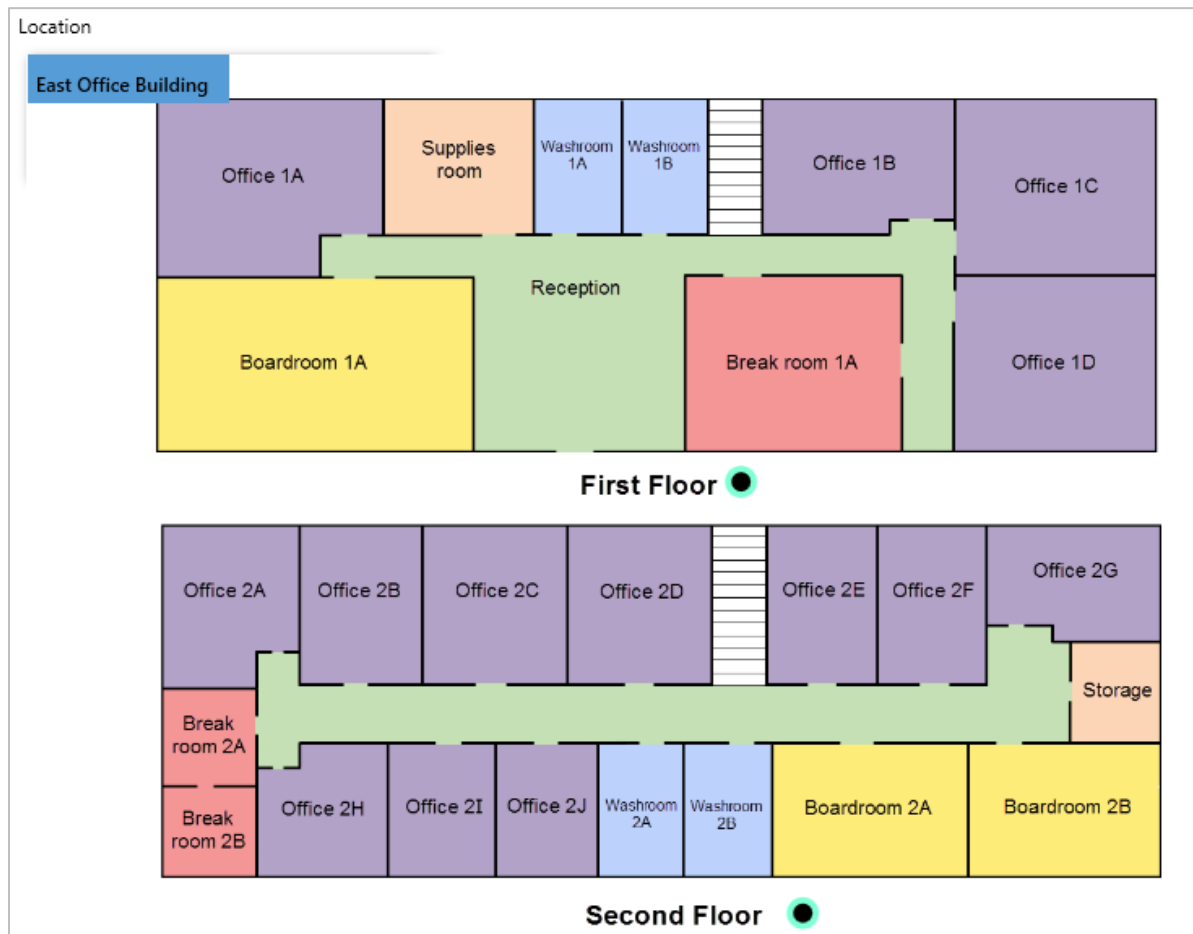 Location
East Office Building
Office 1A
Supplies
room
Washroom
1A
Washroom
1B
Office 1B
Office 1C
Reception
Boardroom 1A
Break room 1A
Office 1D
First Floor
Office 2A
Office 2B
Office 2C
Office 2D
Office 2E
Office 2F
Office 2G
Storage
Break
room 2A
Break
room 2B
Office 2H
Office 2I
Office 2J
Washroom
2A
Washroom
2B
Boardroom 2A
Boardroom 2B
Second Floor